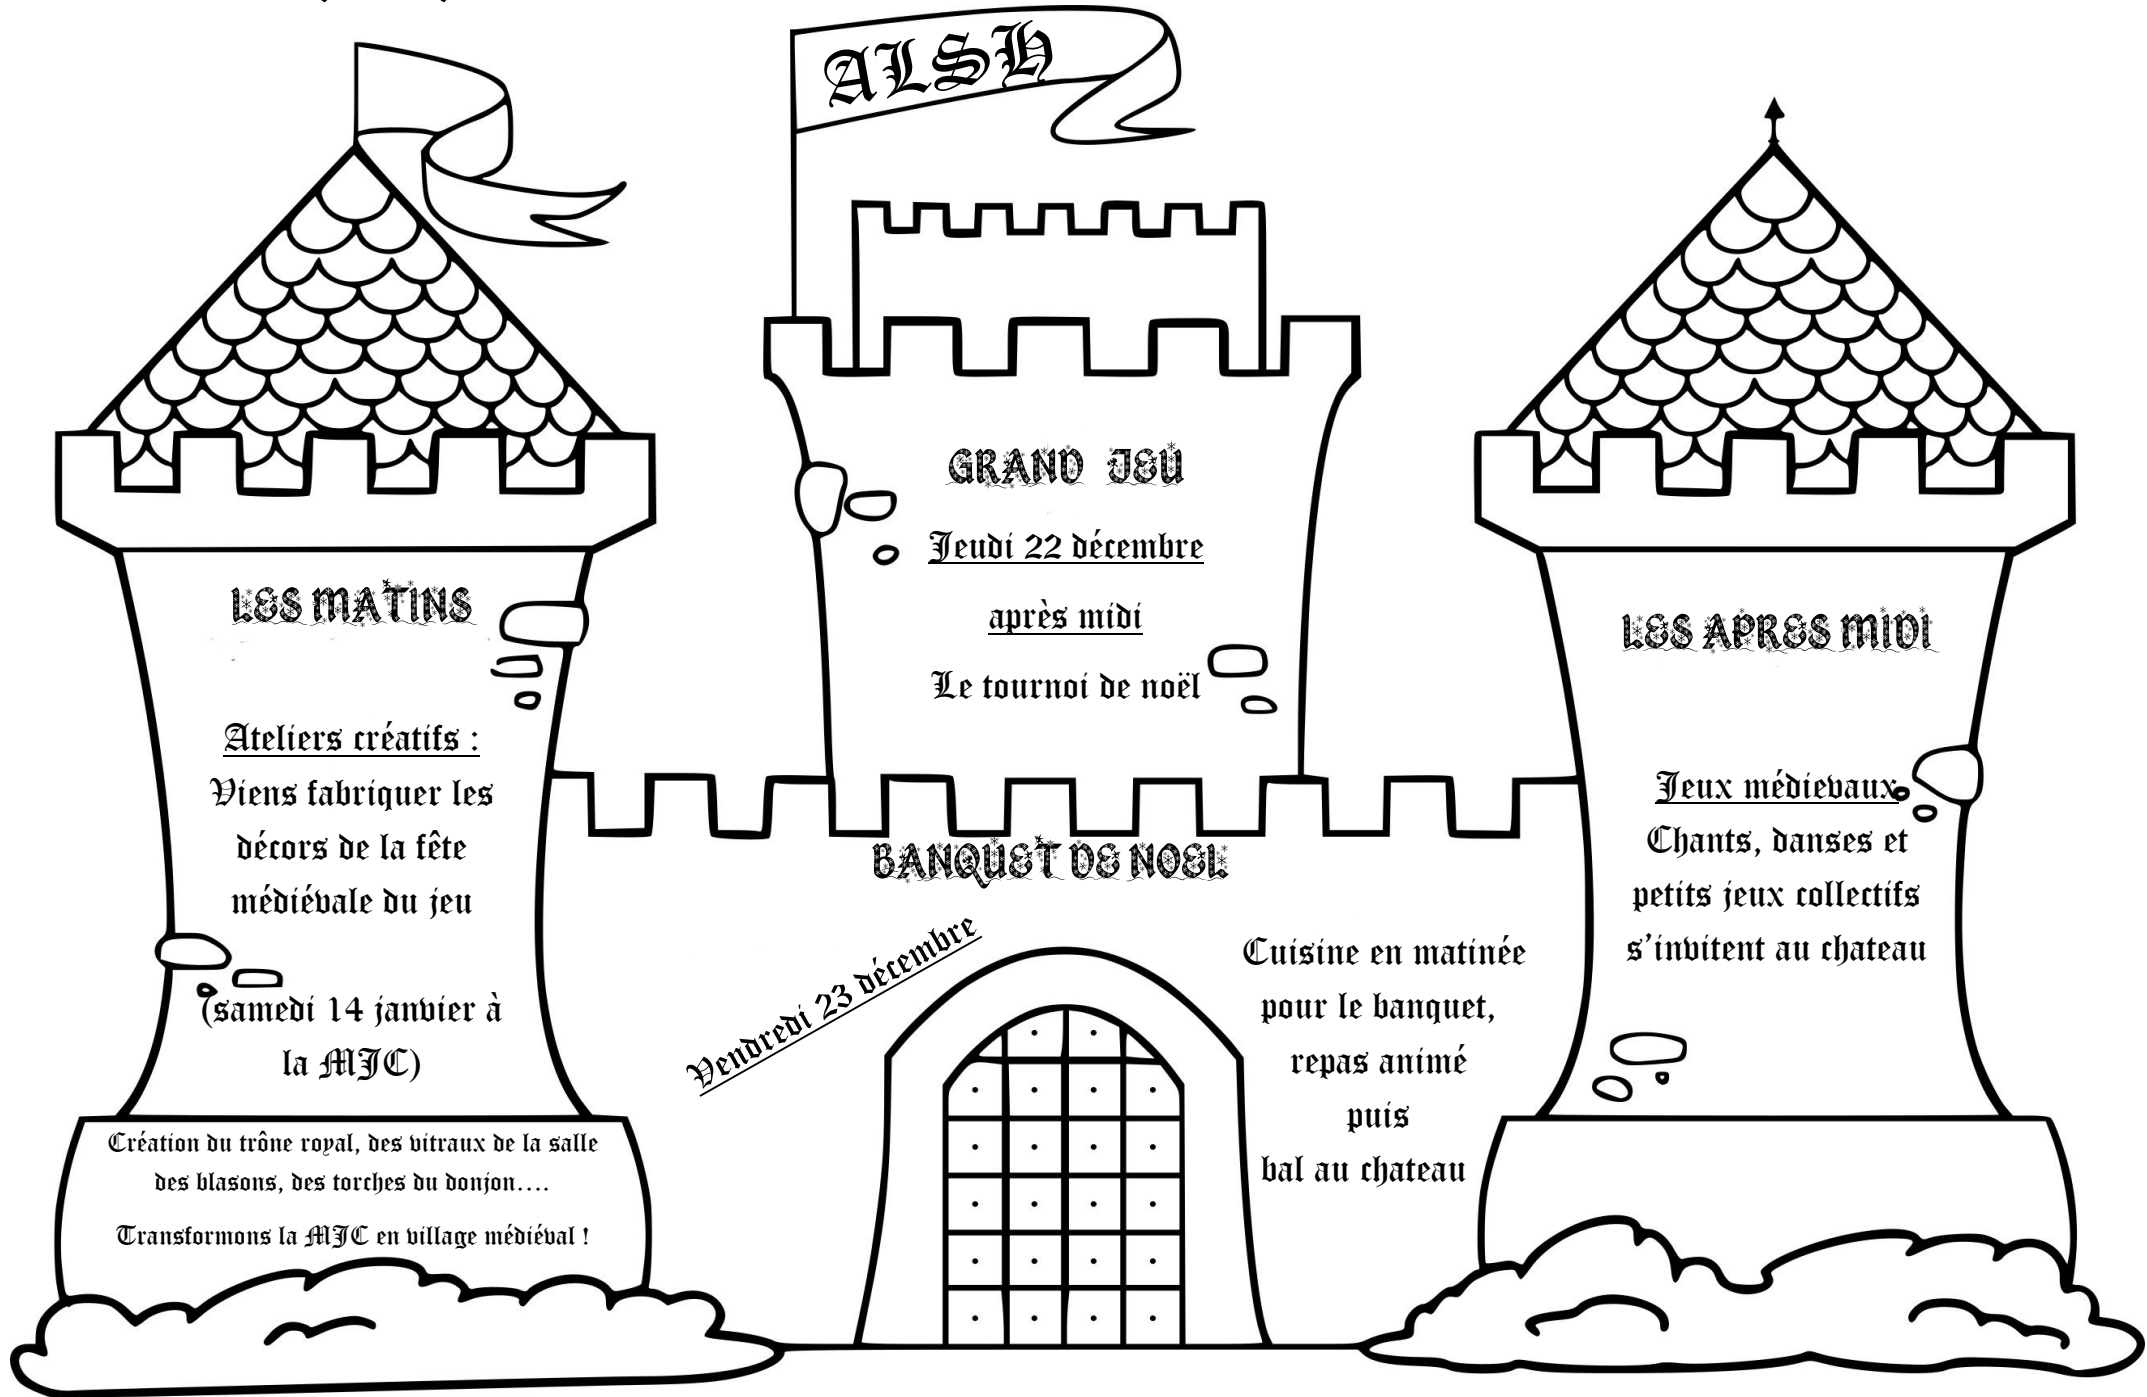 ALSH
GRAND JEU
Jeudi 22 décembre
après midi
Le tournoi de noël
LES MATINS
Ateliers créatifs :
Viens fabriquer les
décors de la fête
médiévale du jeu
(samedi 14 janvier à
la MJC)
Création du trône royal, des vitraux de la salle
des blasons, des torches du donjon....
Transformons la MJC en village médiéval !
BANQUET DE NOEL
Vendredi 23 décembre
Cuisine en matinée
pour le banquet,
repas animé
puis
bal au chateau
LES APRES MIDI
Jeux médievaux
Chants, danses et
petits jeux collectifs
s'invitent au chateau